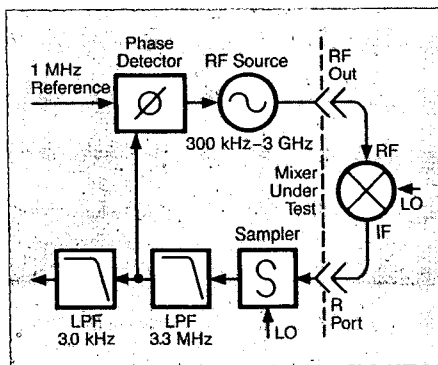 Phase
Detector
RF Source
RF
Out
1 MHz
Reference
Ø
300 kHz–3 GHz
RF
Mixer
Under
Test
LO
IF
Sampler
S
R
Port
LPF
3.0 kHz
LPF
3.3 MHz
LO